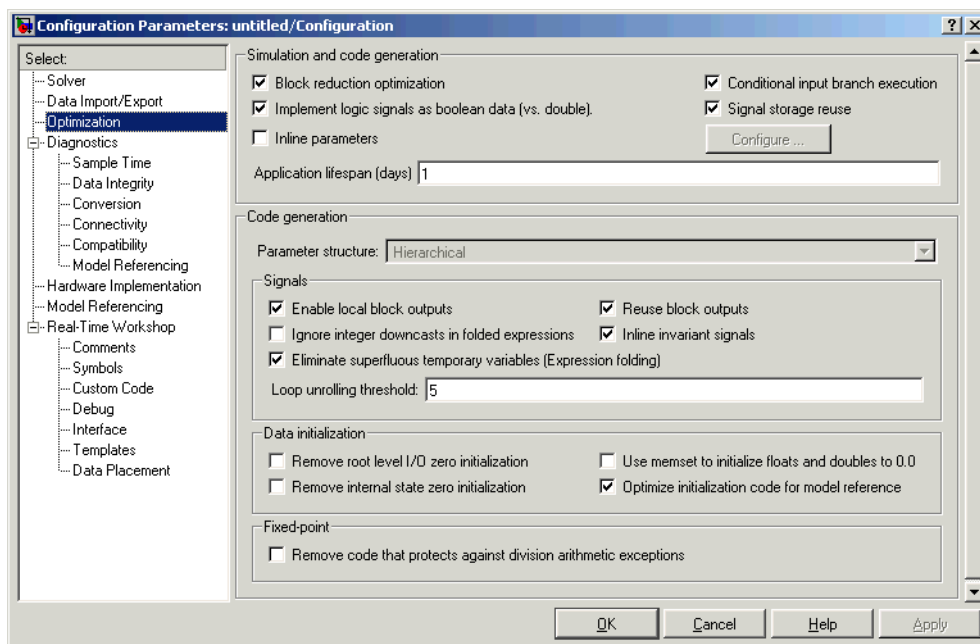 Configuration Parameters: untitled/Configuration
Select:
Solver
Data Import/Export
Optimization
Diagnostics
Sample Time
Data Integrity
Conversion
Connectivity
Compatibility
Model Referencing
Hardware Implementation
Model Referencing
Real-Time Workshop
Comments
Symbols
Custom Code
Debug
Interface
Templates
Data Placement
Simulation and code generation
Block reduction optimization
Conditional input branch execution
Implement logic signals as boolean data (vs. double).
Signal storage reuse
Inline parameters
Configure ...
Application lifespan (days) 1
Code generation
Parameter structure: Hierarchical
Signals
Enable local block outputs
Reuse block outputs
Ignore integer downcasts in folded expressions
Inline invariant signals
Eliminate superfluous temporary variables (Expression folding)
Loop unrolling threshold: 5
Data initialization
Remove root level I/O zero initialization
Use memset to initialize floats and doubles to 0.0
Remove internal state zero initialization
Optimize initialization code for model reference
Fixed-point
Remove code that protects against division arithmetic exceptions
OK
Cancel
Help
Apply